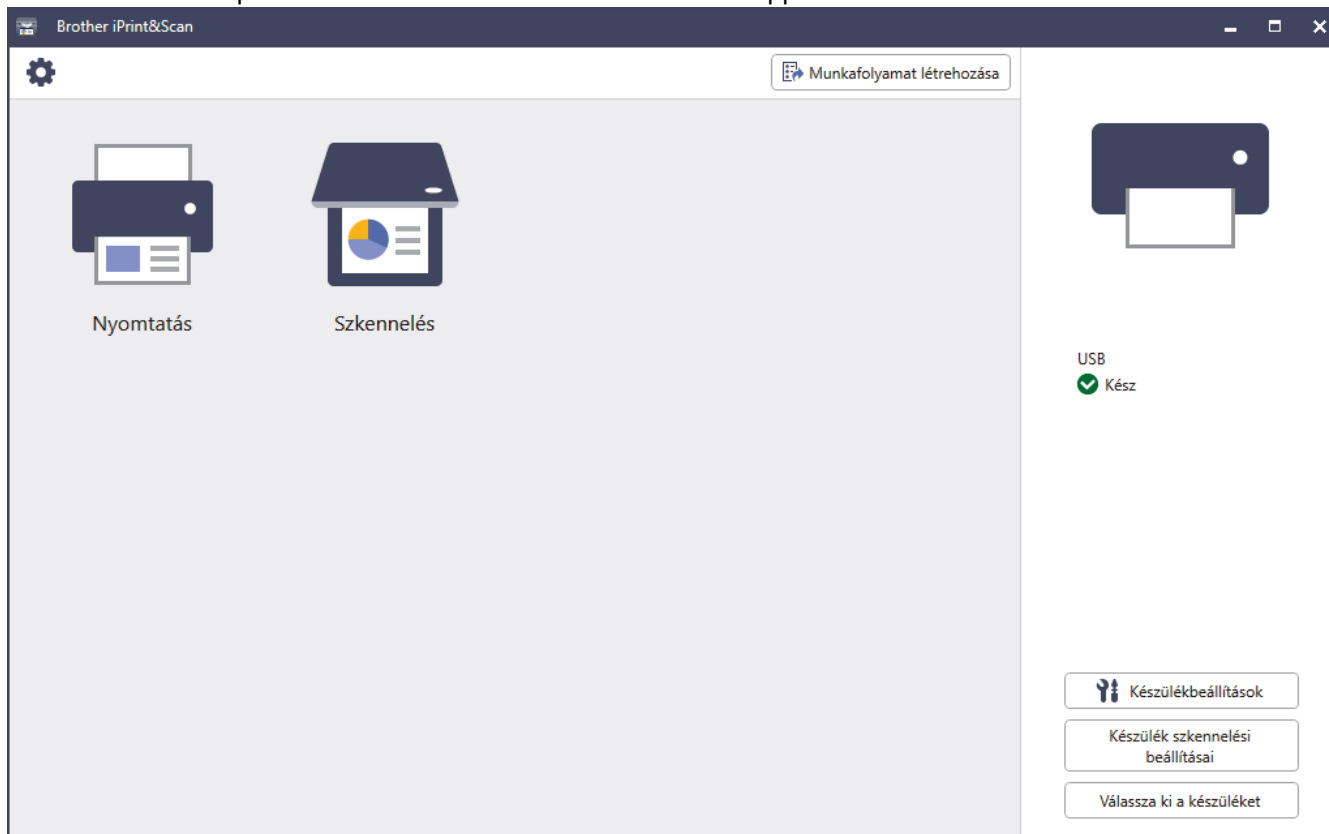 Brother iPrint&Scan
Munkafolyamat létrehozása
Nyomtatás
Szkennelés
USB
Kész
Készülékbeállítások
Készülék szkennelési
beállításai
Válassza ki a készüléket